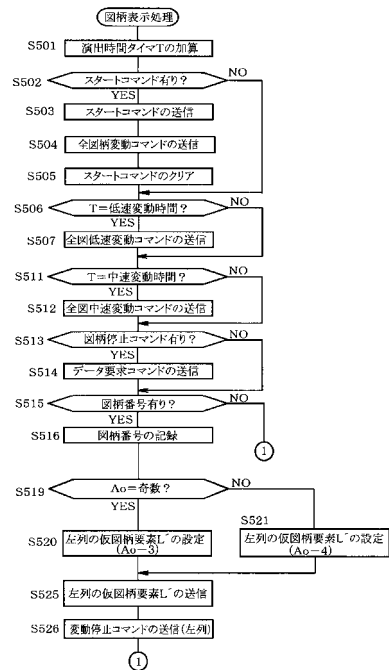 図柄表示処理
S501
演出時間タイマTの加算
S502
スタートコマンド有り?
NO
YES
S503
スタートコマンドの送信
S504
全図柄変動コマンドの送信
S505
スタートコマンドのクリア
S506
T=低速変動時間?
NO
YES
S507
全図低速変動コマンドの送信
S511
T=中速変動時間?
NO
YES
S512
全図中速変動コマンドの送信
S513
図柄停止コマンド有り?
NO
YES
S514
データ要求コマンドの送信
S515
図柄番号有り?
NO
YES
S516
図柄番号の記録
1
S519
Ao=奇数?
NO
YES
S521
S520
左列の仮図柄要素L´の設定
(Ao−3)
左列の仮図柄要素L´の設定
(Ao−4)
S525
左列の仮図柄要素L´の送信
S526
変動停止コマンドの送信(左列)
1